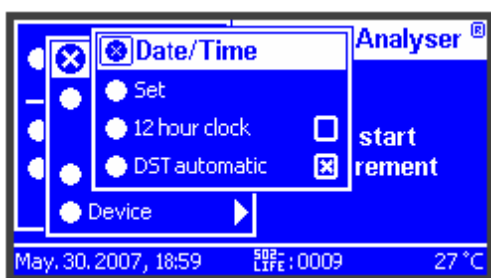 Analyser ®
Date/Time
Set
12 hour clock
DST automatic
start
rement
Device
May. 30. 2007, 18:59 SO2 LIFE :0009 27 °C